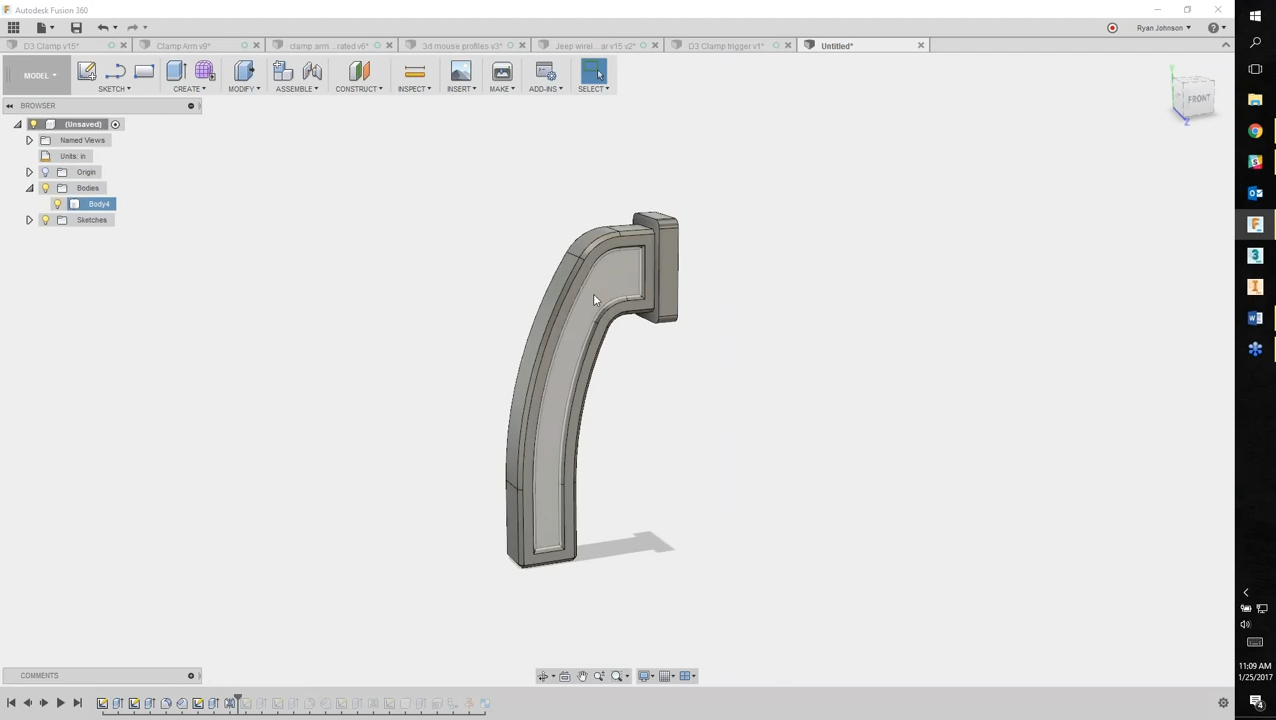 Autodesk Fusion 360
Ryan Johnson
D3 Clamp v15*
Clamp Arm v9*
clamp arm ...rated v6*
3d mouse profiles v3*
Jeep wirel...ar v15 v2*
D3 Clamp trigger v1*
Untitled*
MODEL
SKETCH
CREATE
MODIFY
ASSEMBLE
CONSTRUCT
INSPECT
INSERT
MAKE
ADD-INS
SELECT
BROWSER
(Unsaved)
Named Views
Units: in
Origin
Bodies
Body4
Sketches
FRONT
Y
Z
COMMENTS
11:09 AM
1/25/2017
4